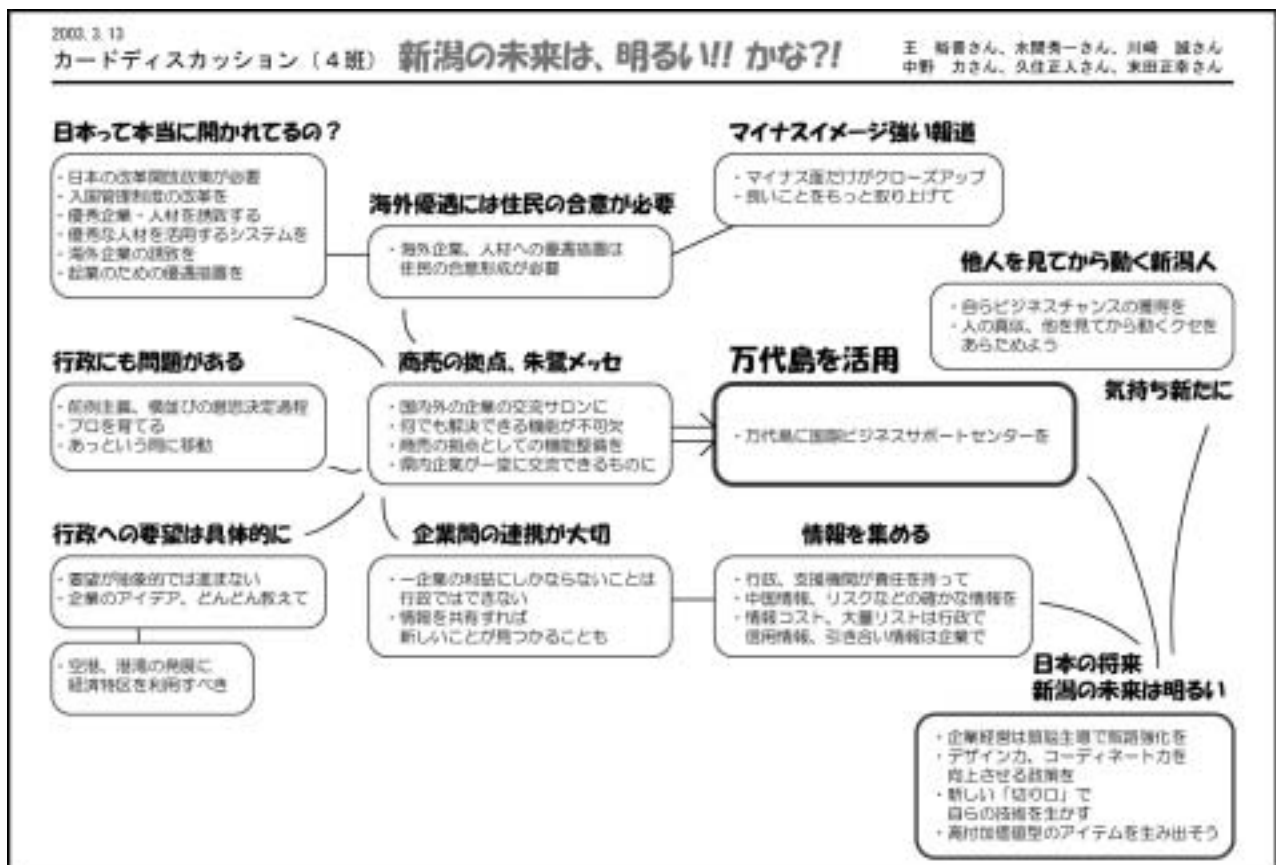 2003.3.13
カードディスカッション（4班） 新潟の未来は、明るい!! かな?!
王 さん、本間秀一さん、川崎 誠さん
中野 力さん、久住正人さん、末田正幸さん
日本って本当に開かれてるの？
・日本の改革開放政策が必要
・入国管理制度の改革を
・優秀企業・人材を誘致する
・優秀な人材を活用するシステムを
・海外企業の誘致を
・起業のための優遇措置を
海外優遇には住民の合意が必要
・海外企業、人材への優遇措置は
住民の合意形成が必要
マイナスイメージ強い報道
・マイナス面だけがクローズアップ
・良いことをもっと取り上げて
他人を見てから動く新潟人
・自らビジネスチャンスの獲得を
・人の真似、他を見てから動くクセを
あらためよう
行政にも問題がある
・前例主義、横並びの意思決定過程
・プロを育てる
・あっという間に移動
商売の拠点、朱鷺メッセ
・国内外の企業の交流サロンに
・何でも解決できる機能が不可欠
・商売の拠点としての機能整備を
・県内企業が一堂に交流できるものに
万代島を活用
・万代島に国際ビジネスサポートセンターを
気持ち新たに
行政への要望は具体的に
・要望が抽象的では進まない
・企業のアイデア、どんどん教えて
・空港、港湾の発展に
経済特区を利用すべき
企業間の連携が大切
・一企業の利益にしかならないことは
行政ではできない
・情報を共有すれば
新しいことが見つかることも
情報を集める
・行政、支援機関が責任を持って
・中国情報、リスクなどの確かな情報を
・情報コスト、大量リストは行政で
信用情報、引き合い情報は企業で
日本の将来
新潟の未来は明るい
・企業経営は頭脳生産で販路強化を
・デザイン力、コーディネート力を
向上させる政策を
・新しい「切り口」で
自らの技術を生かす
・高付加価値型のアイテムを生み出そう